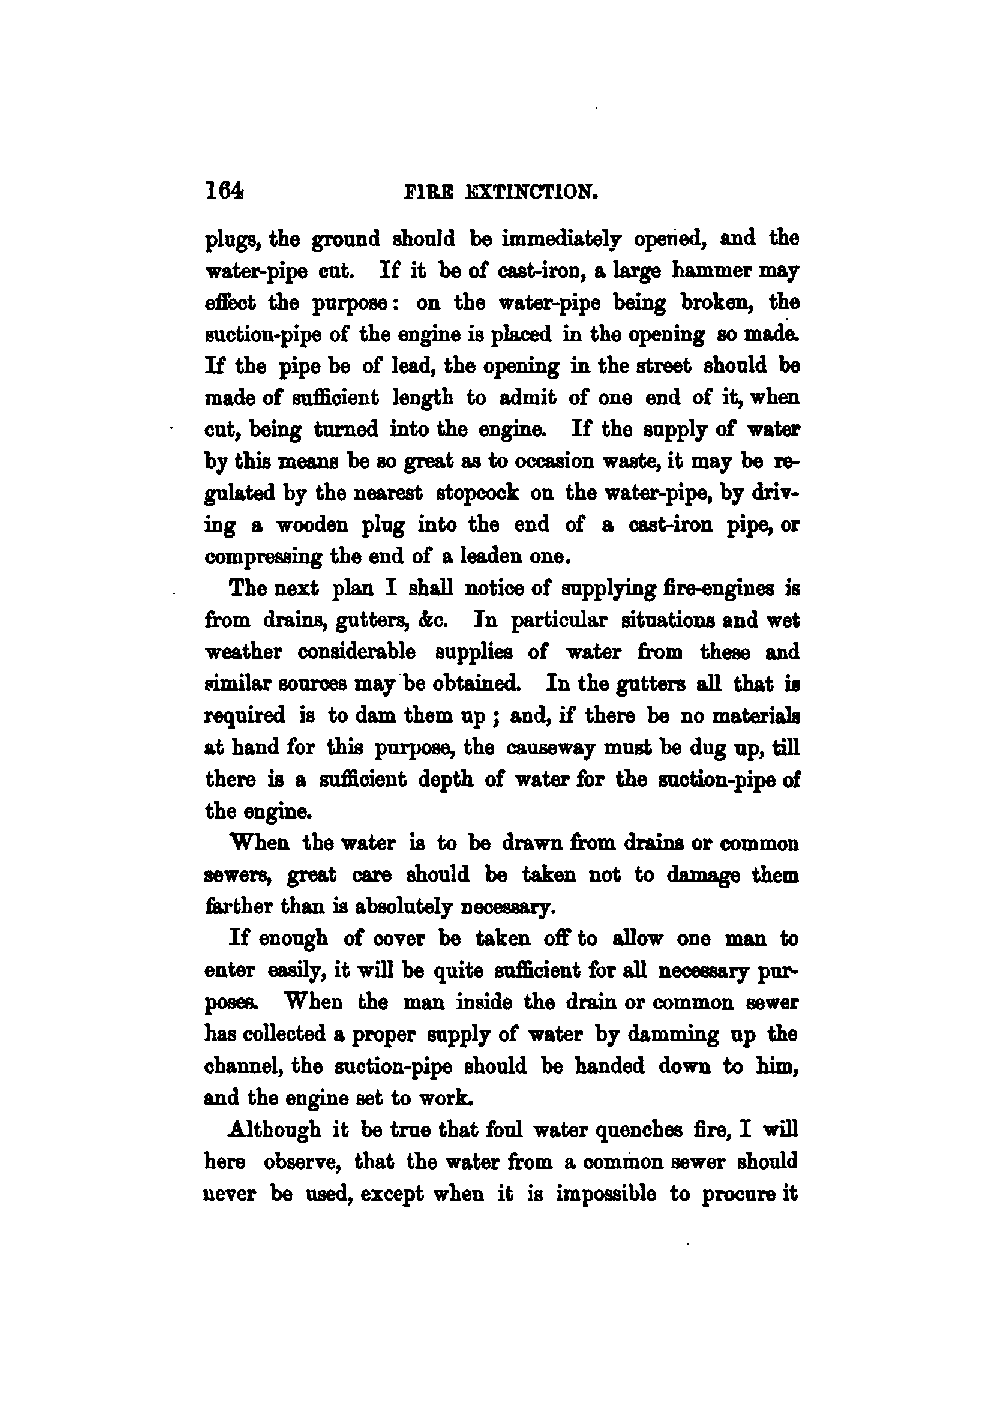 164 FIRE EXTINCTION.
plugs, the ground should be immediately opened, and the
water-pipe cut. If it be of cast-iron, a large hammer may
effect the purpose: on the water-pipe being broken, the
suction-pipe of the engine is placed in the opening so made.
If the pipe be of lead, the opening in the street should be
made of sufficient length to admit of one end of it, when
cut, being turned into the engine. If the supply of water
by this means be so great as to occasion waste, it may be re-
gulated by the nearest stopcock on the water-pipe, by driv-
ing a wooden plug into the end of a cast-iron pipe, or
compressing the end of a leaden one.
The next plan I shall notice of supplying fire-engines is
from drains, gutters, &c. In particular situations and wet
weather considerable supplies of water from these and
similar sources may be obtained. In the gutters all that is
required is to dam them up; and, if there be no materials
at hand for this purpose, the causeway must be dug up, till
there is a sufficient depth of water for the suction-pipe of
the engine.
When the water is to be drawn from drains or common
sewers, great care should be taken not to damage them
farther than is absolutely necessary.
If enough of cover be taken off to allow one man to
enter easily, it will be quite sufficient for all necessary pur-
poses. When the man inside the drain or common sewer
has collected a proper supply of water by damming up the
channel, the suction-pipe should be handed down to him,
and the engine set to work.
Although it be true that foul water quenches fire, I will
here observe, that the water from a common sewer should
never be used, except when it is impossible to procure it